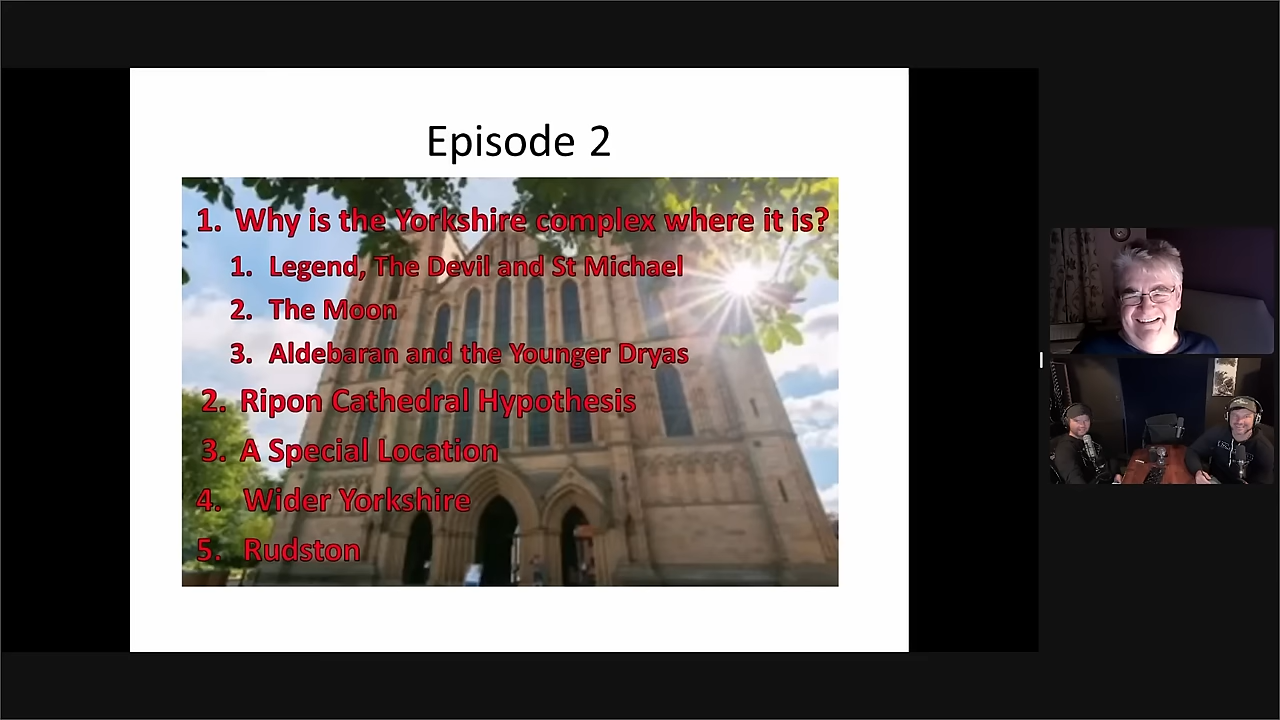 Episode 2
1. Why is the Yorkshire complex where it is?
1. Legend, The Devil and St Michael
2. The Moon
3. Aldebaran and the Younger Dryas
2. Ripon Cathedral Hypothesis
3. A Special Location
4. Wider Yorkshire
5. Rudston